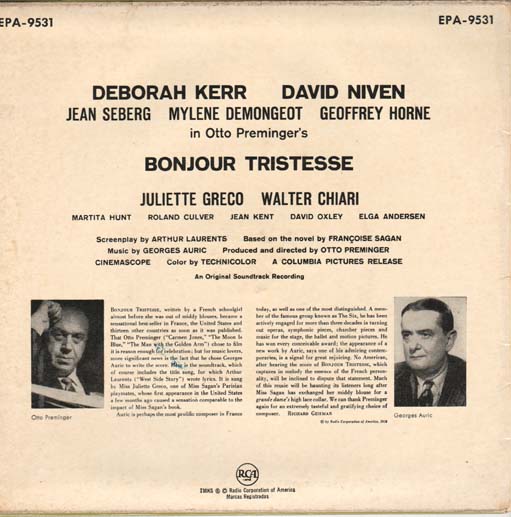 EPA-9531
EPA-9531
DEBORAH KERR DAVID NIVEN
JEAN SEBERG MYLENE DEMONGEOT GEOFFREY HORNE
in Otto Preminger's
BONJOUR TRISTESSE
JULIETTE GRECO WALTER CHIARI
MARTITA HUNT ROLAND CULVER JEAN KENT DAVID OXLEY ELGA ANDERSEN
Screenplay by ARTHUR LAURENTS Based on the novel by FRANÇOISE SAGAN
Music by GEORGES AURIC Produced and directed by OTTO PREMINGER
CINEMASCOPE Color by TECHNICOLOR A COLUMBIA PICTURES RELEASE
An Original Soundtrack Recording
BONJOUR TRISTESSE, written by a French schoolgirl
almost before she was out of middy blouses, became a
sensational best-seller in France, the United States and
thirteen other countries as soon as it was published.
That Otto Preminger ("Carmen Jones," "The Moon Is
Blue," "The Man with the Golden Arm") chose to film
it is reason enough for celebration; but for music lovers,
more significant news is the fact that he chose Georges
Auric to write the score. Here is the soundtrack, which
of course includes the title song, for which Arthur
Laurents ("West Side Story") wrote lyrics. It is sung
by Miss Juliette Greco, one of Miss Sagan's Parisian
playmates, whose first appearance in the United States
a few months ago caused a sensation comparable to the
impact of Miss Sagan's book.
Auric is perhaps the most prolific composer in France
today, as well as one of the most distinguished. A mem-
ber of the famous group known as The Six, he has been
actively engaged for more than three decades in turning
out operas, symphonic pieces, chamber pieces and
music for the stage, the ballet and motion pictures. He
has won every conceivable award; the appearance of a
new work by Auric, says one of his admiring contem-
poraries, is a signal for great rejoicing. No American,
after hearing the score of BONJOUR TRISTESSE, which
captures in melody the essence of the French person-
ality, will be inclined to dispute that statement. Much
of this music will be haunting its listeners long after
Miss Sagan has exchanged her middy blouse for a
grande dame's high lace collar. We can thank Preminger
again for an extremely tasteful and gratifying choice of
composer. RICHARD GEHMAN
© by Radio Corporation of America, 1958
Otto Preminger
Georges Auric
RCA
TMKS ® © Radio Corporation of America
Marcas Registradas